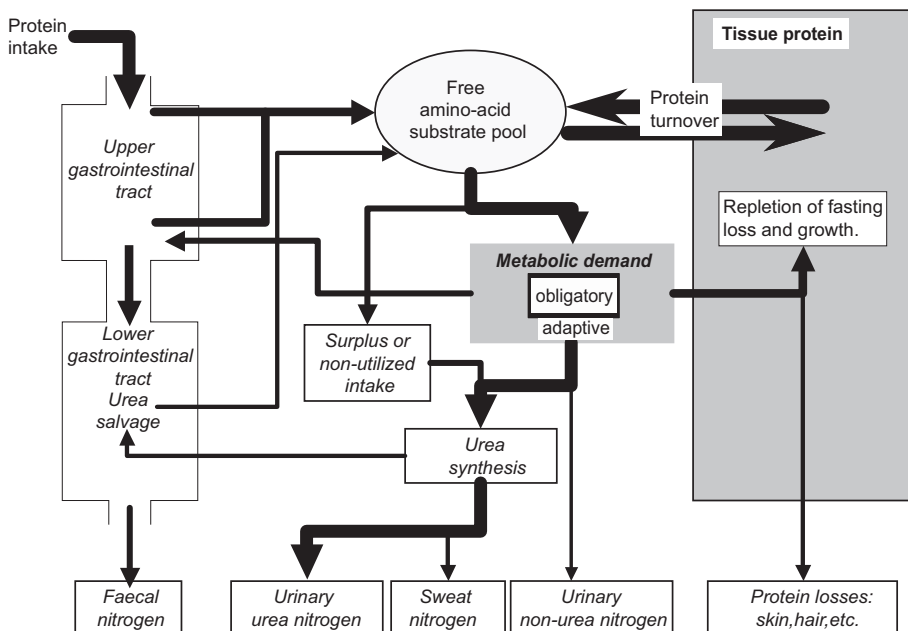 Protein
intake
Tissue protein
Free
amino-acid
substrate pool
Protein
turnover
Upper
gastrointestinal
tract
Repletion of fasting
loss and growth.
Metabolic demand
obligatory
adaptive
Lower
gastrointestinal
tract
Urea
salvage
Surplus or
non-utilized
intake
Urea
synthesis
Faecal
nitrogen
Urinary
urea nitrogen
Sweat
nitrogen
Urinary
non-urea nitrogen
Protein losses:
skin,hair,etc.